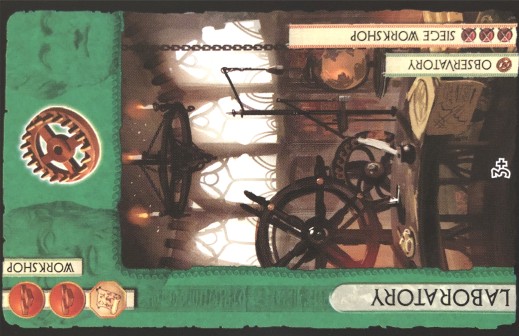 WORKSHOP
LABORATORY
OBSERVATORY
SIEGE WORKSHOP
3+